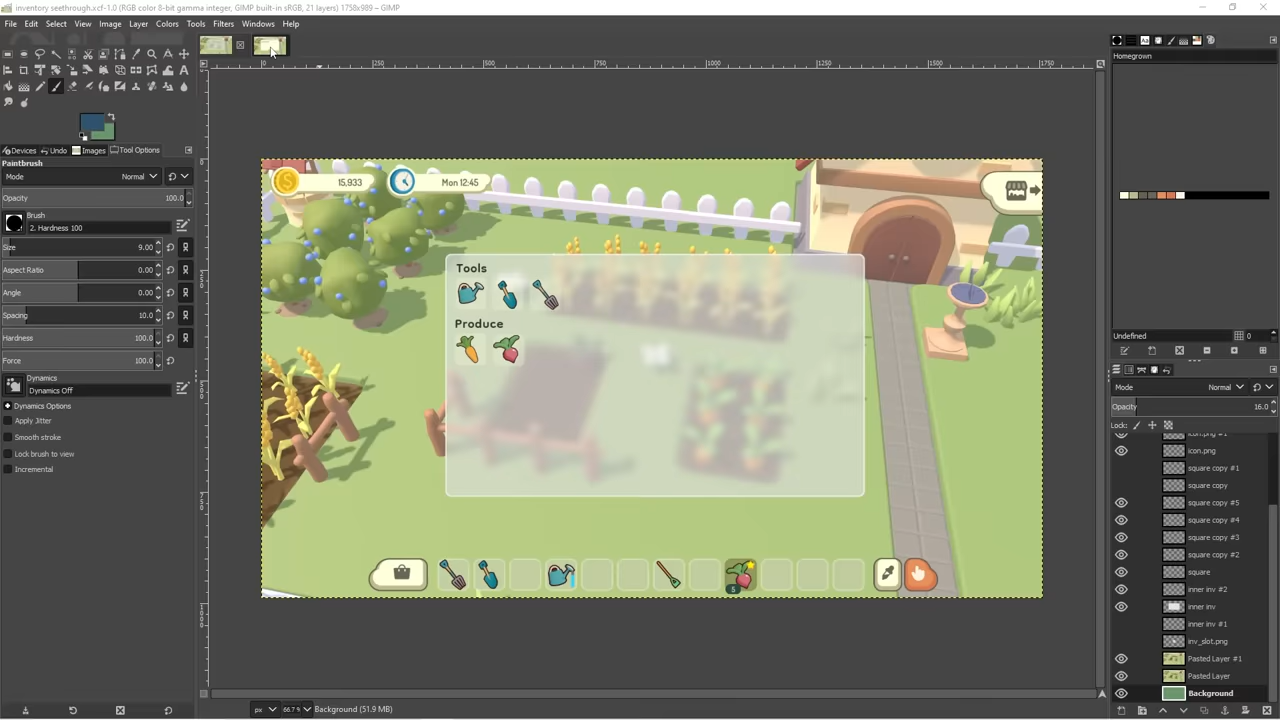 inventory seethrough.xcf-1.0 (RGB color 8-bit gamma integer, GIMP built-in sRGB, 21 layers) 1758x989 – GIMP
File Edit Select View Image Layer Colors Tools Filters Windows Help
0 250 500 750 1000 1250 1500 1750
Devices Undo Images Tool Options
Paintbrush
Mode Normal
Opacity 100.0
Brush
2. Hardness 100
Size 9.00
Aspect Ratio 0.00
Angle 0.00
Spacing 10.0
Hardness 100.0
Force 100.0
Dynamics
Dynamics Off
Dynamics Options
Apply Jitter
Smooth stroke
Lock brush to view
Incremental
15,933 Mon 12:45
Tools
Produce
5
px 66.7 % Background (51.9 MB)
Homegrown
Undefined 0
Mode Normal
Opacity 16.0
Lock:
icon.png #1
icon.png
square copy #1
square copy
square copy #5
square copy #4
square copy #3
square copy #2
square
inner inv #2
inner inv
inner inv #1
inv_slot.png
Pasted Layer #1
Pasted Layer
Background